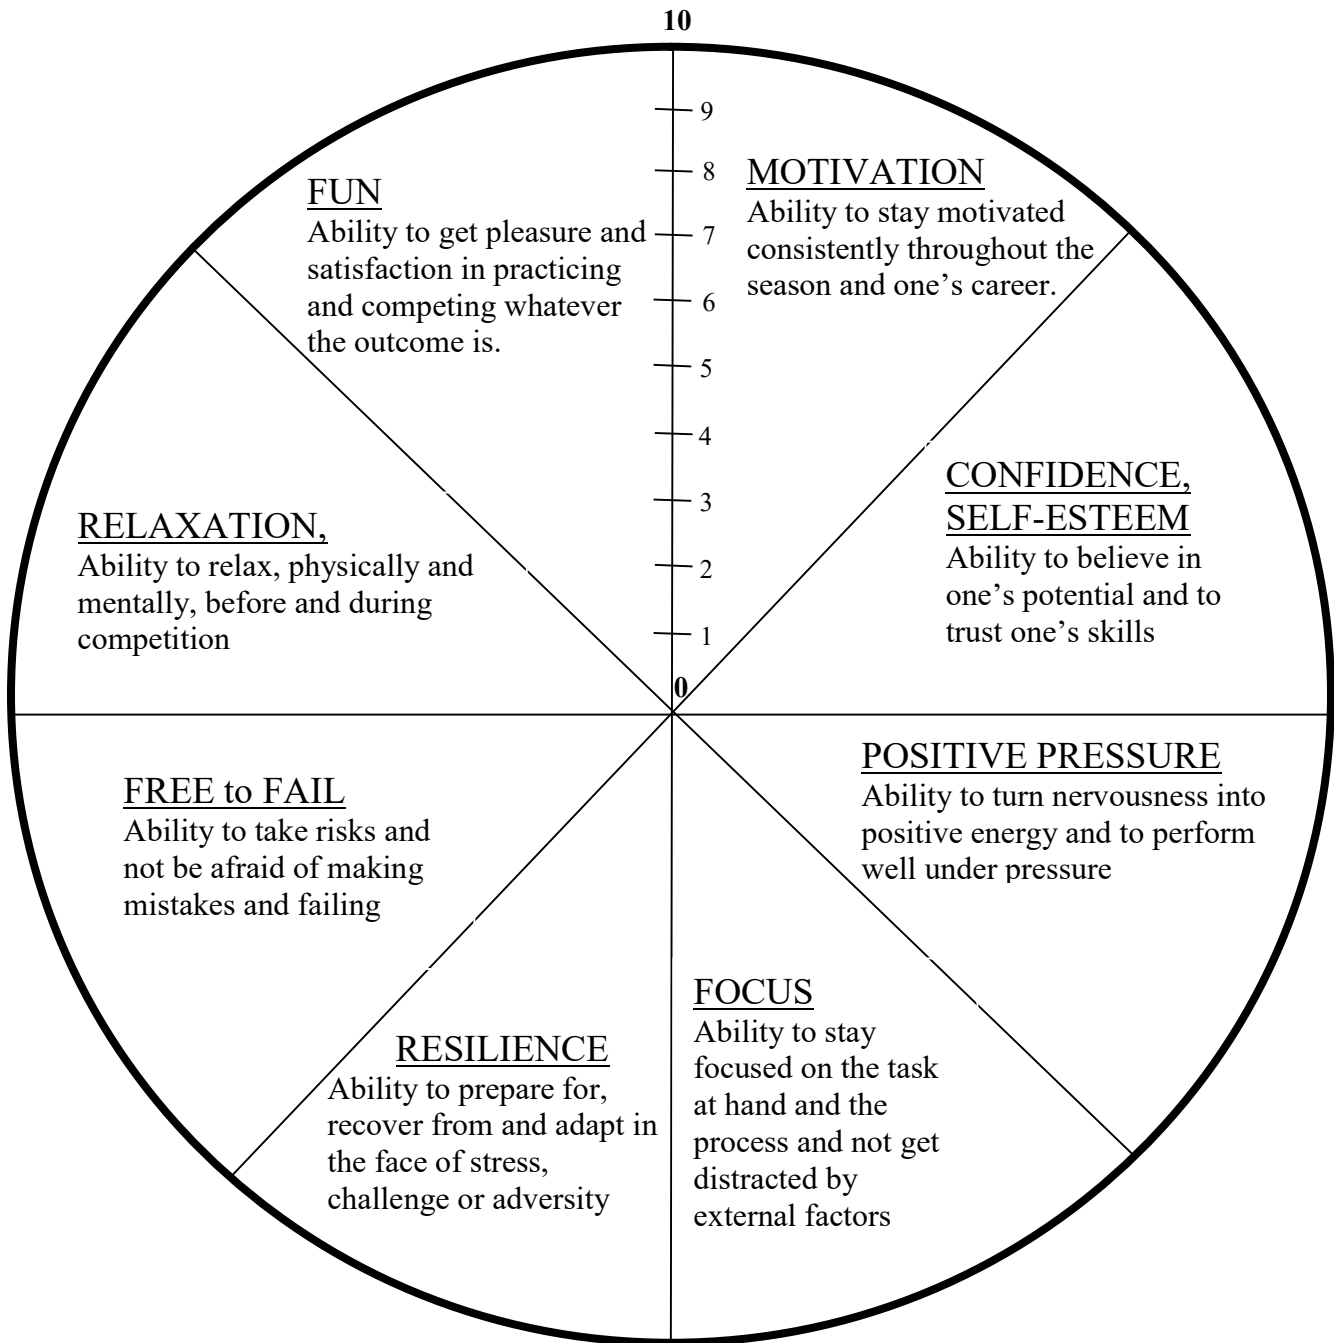 10
9
8
7
6
5
4
3
2
1
0
FUN
Ability to get pleasure and
satisfaction in practicing
and competing whatever
the outcome is.
MOTIVATION
Ability to stay motivated
consistently throughout the
season and one’s career.
RELAXATION,
Ability to relax, physically and
mentally, before and during
competition
CONFIDENCE,
SELF-ESTEEM
Ability to believe in
one’s potential and to
trust one’s skills
FREE to FAIL
Ability to take risks and
not be afraid of making
mistakes and failing
POSITIVE PRESSURE
Ability to turn nervousness into
positive energy and to perform
well under pressure
RESILIENCE
Ability to prepare for,
recover from and adapt in
the face of stress,
challenge or adversity
FOCUS
Ability to stay
focused on the task
at hand and the
process and not get
distracted by
external factors